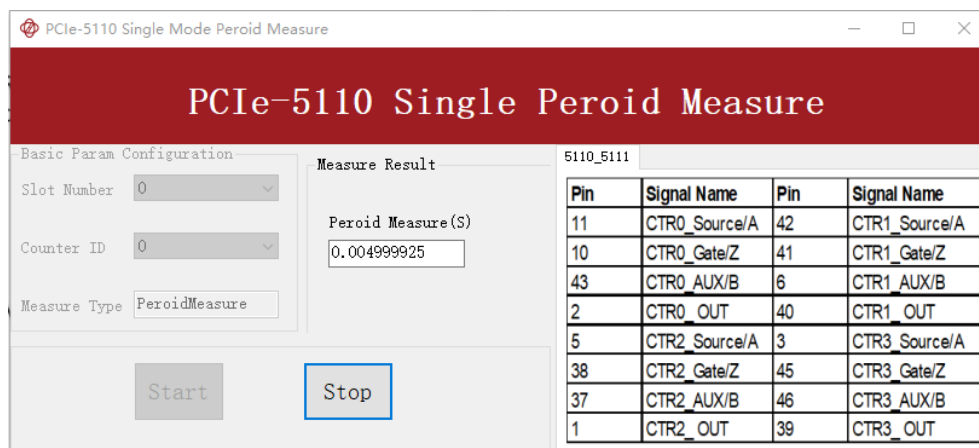 PCIe-5110 Single Mode Peroid Measure
PCIe-5110 Single Peroid Measure
Basic Param Configuration
Slot Number 0
Counter ID 0
Measure Type PeroidMeasure
Measure Result
Peroid Measure(S)
0.004999925
Start
Stop
5110_5111
Pin Signal Name Pin Signal Name
11 CTR0_Source/A 42 CTR1_Source/A
10 CTR0_Gate/Z 41 CTR1_Gate/Z
43 CTR0_AUX/B 6 CTR1_AUX/B
2 CTR0_OUT 40 CTR1_OUT
5 CTR2_Source/A 3 CTR3_Source/A
38 CTR2_Gate/Z 45 CTR3_Gate/Z
37 CTR2_AUX/B 46 CTR3_AUX/B
1 CTR2_OUT 39 CTR3_OUT